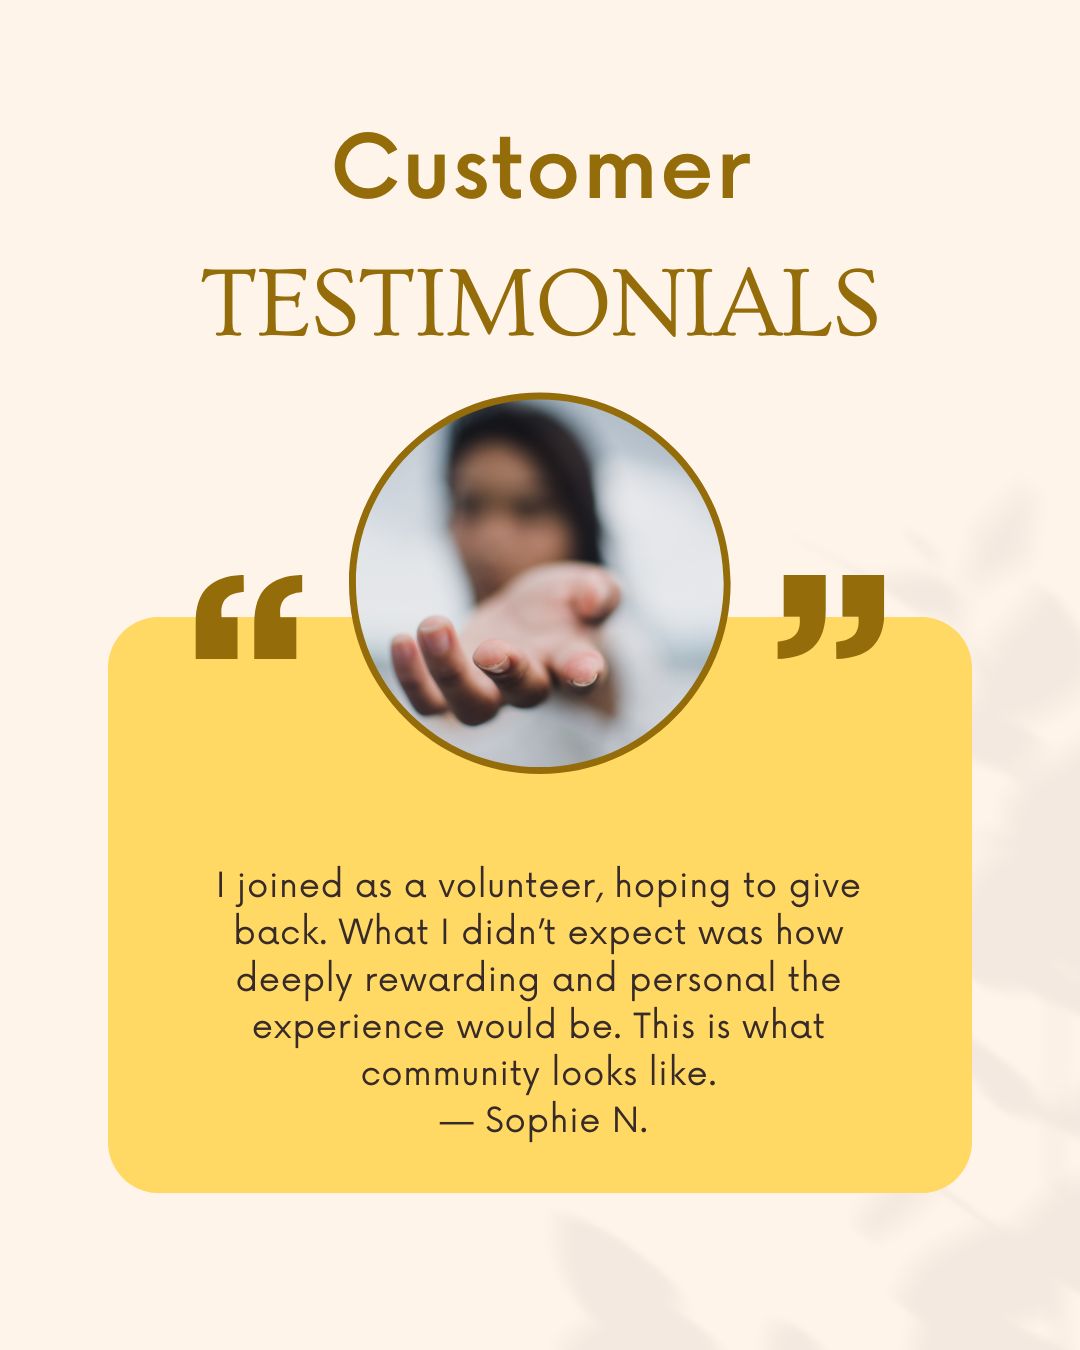 Customer
TESTIMONIALS
“ ”
I joined as a volunteer, hoping to give
back. What I didn’t expect was how
deeply rewarding and personal the
experience would be. This is what
community looks like.
— Sophie N.